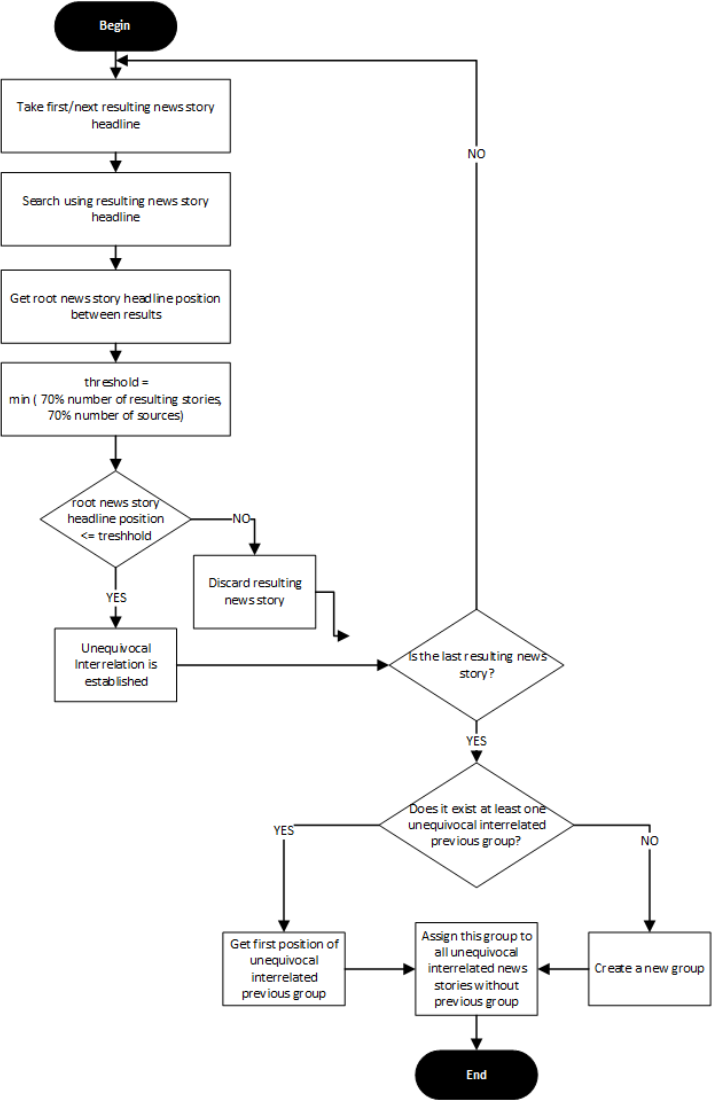 Begin
Take first/next resulting news story
headline
NO
Search using resulting news story
headline
Get root news story headline position
between results
threshold =
min ( 70% number of resulting stories,
70% number of sources)
root news story
headline position
<= treshhold
NO
Discard resulting
news story
YES
Unequivocal
Interrelation is
established
Is the last resulting news
story?
YES
Does it exist at least one
unequivocal interrelated
previous group?
YES
NO
Get first position of
unequivocal
interrelated
previous group
Assign this group to
all unequivocal
interrelated news
stories without
previous group
Create a new group
End